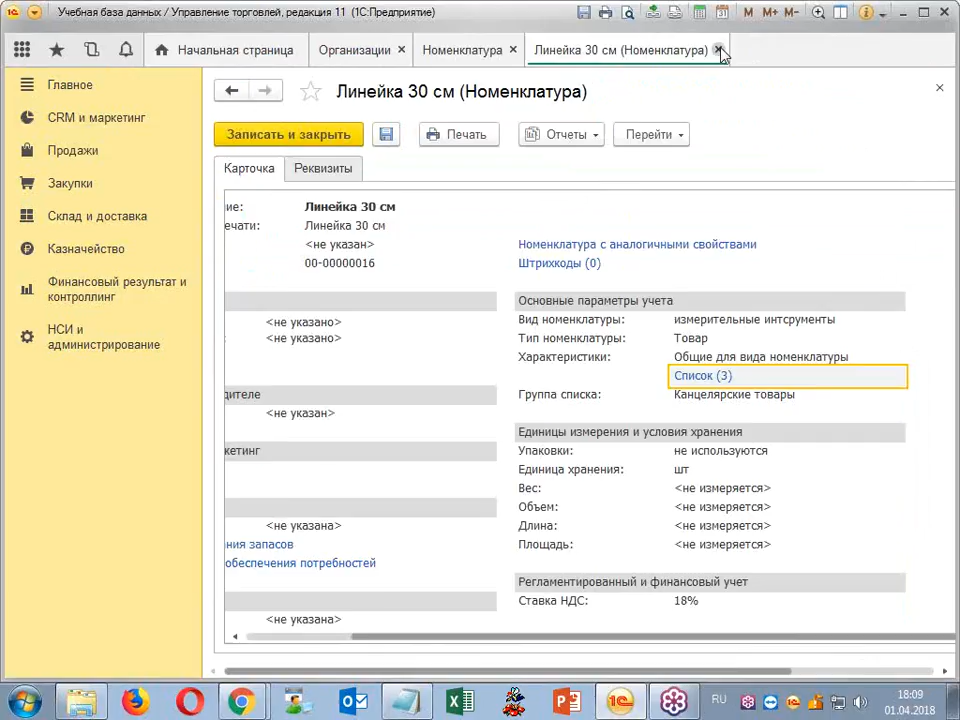 Учебная база данных / Управление торговлей, редакция 11 (1С:Предприятие)
M M+ M-
Начальная страница
Организации
Номенклатура
Линейка 30 см (Номенклатура)
Главное
CRM и маркетинг
Продажи
Закупки
Склад и доставка
Казначейство
Финансовый результат и
контроллинг
НСИ и
администрирование
Линейка 30 см (Номенклатура)
Записать и закрыть
Печать
Отчеты
Перейти
Карточка
Реквизиты
ие: Линейка 30 см
ечати: Линейка 30 см
<не указан> Номенклатура с аналогичными свойствами
00-00000016 Штрихкоды (0)
Основные параметры учета
<не указано> Вид номенклатуры: измерительные интсрументы
<не указано> Тип номенклатуры: Товар
Характеристики: Общие для вида номенклатуры
Список (3)
дителе Группа списка: Канцелярские товары
<не указан>
Единицы измерения и условия хранения
кетинг Упаковки: не используются
Единица хранения: шт
Вес: <не измеряется>
Объем: <не измеряется>
<не указана> Длина: <не измеряется>
ния запасов Площадь: <не измеряется>
обеспечения потребностей
Регламентированный и финансовый учет
Ставка НДС: 18%
<не указана>
RU
18:09
01.04.2018